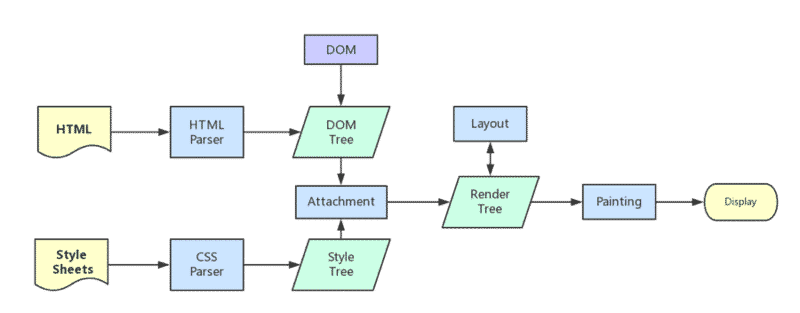 DOM
HTML
HTML
Parser
DOM
Tree
Layout
Attachment
Render
Tree
Painting
Display
Style
Sheets
CSS
Parser
Style
Tree